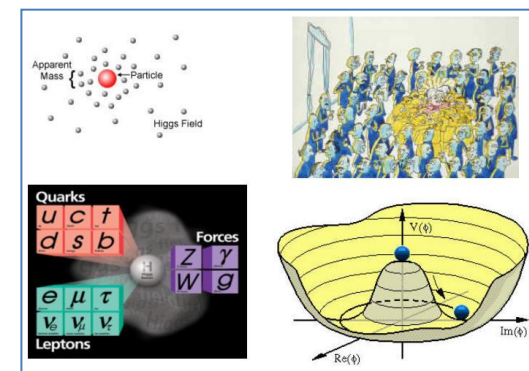 Apparent
Mass
Particle
Higgs Field
Quarks
u c t
d s b
Forces
Z γ
W g
H
e μ τ
νe νμ ντ
Leptons
V(ϕ)
Im(ϕ)
Re(ϕ)